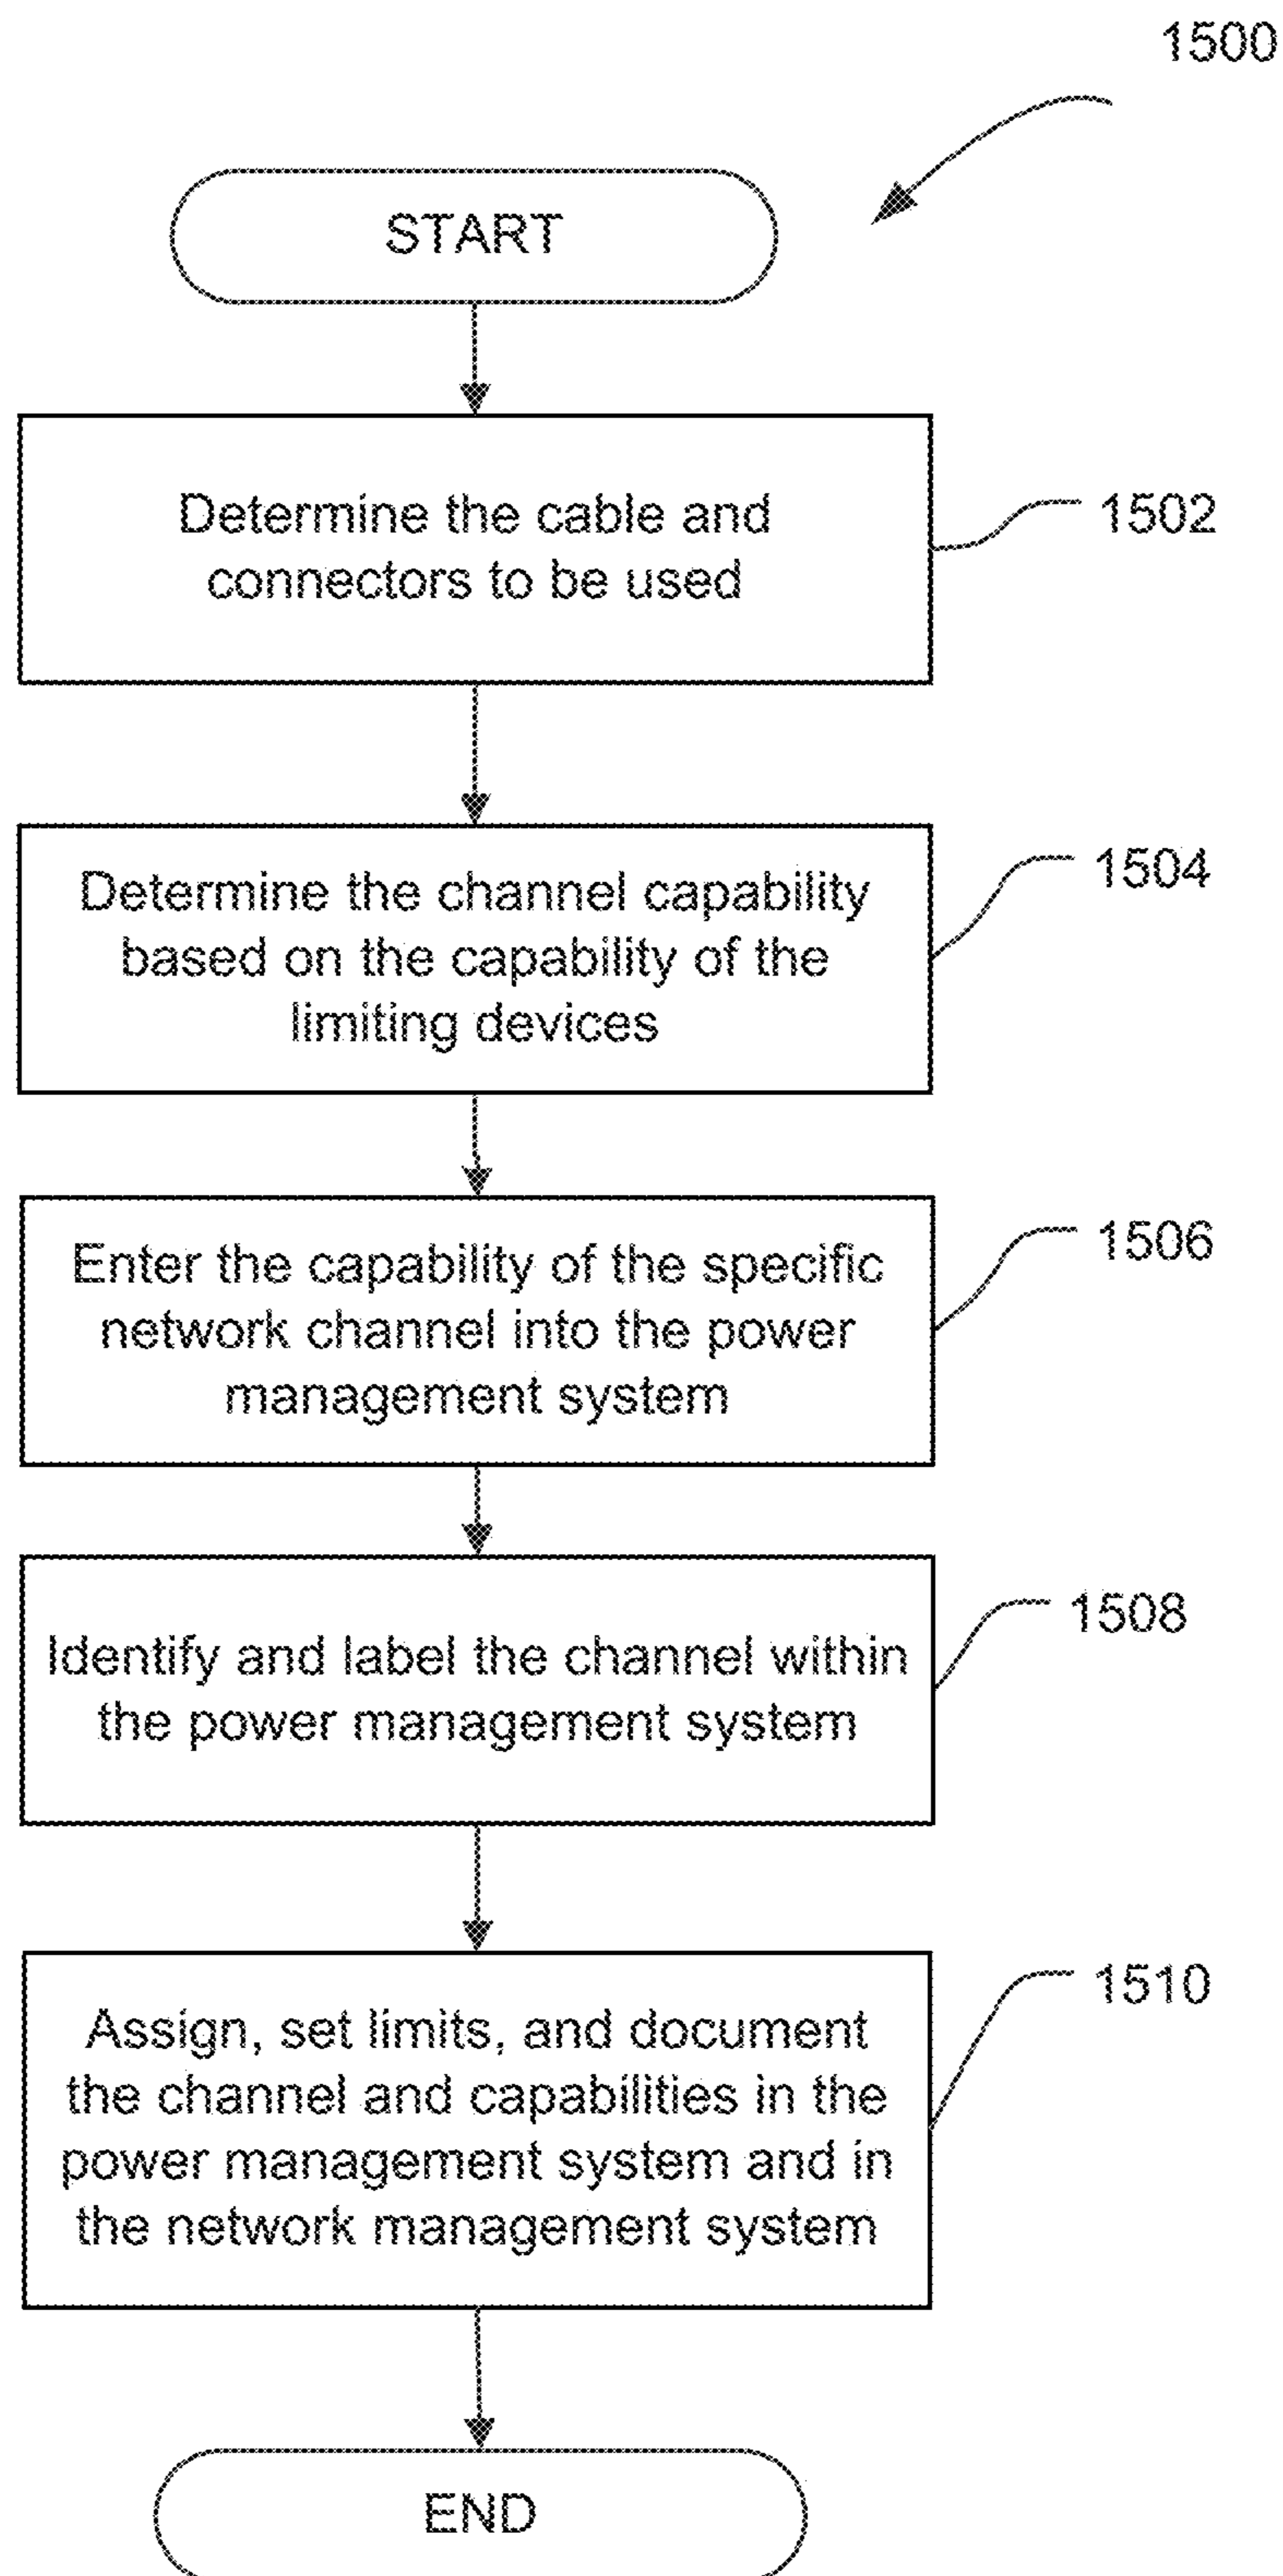 1500
START
Determine the cable and
connectors to be used
1502
Determine the channel capability
based on the capability of the
limiting devices
1504
Enter the capability of the specific
network channel into the power
management system
1506
Identify and label the channel within
the power management system
1508
Assign, set limits, and document
the channel and capabilities in the
power management system and in
the network management system
1510
END